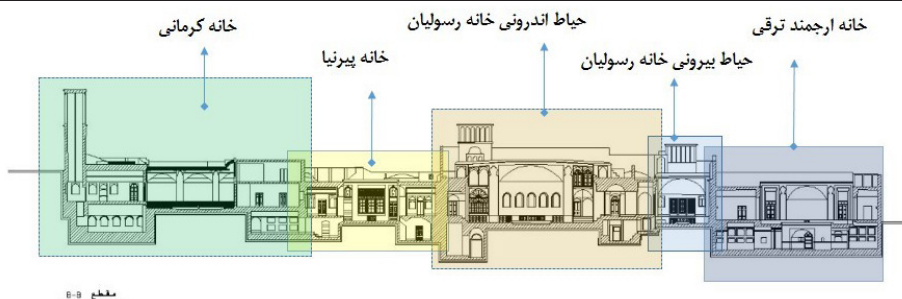 خانه ارجمند ترقی
حیاط بیرونی خانه رسولیان
حیاط اندرونی خانه رسولیان
خانه پیرنیا
خانه کرمانی
مقطع B-B